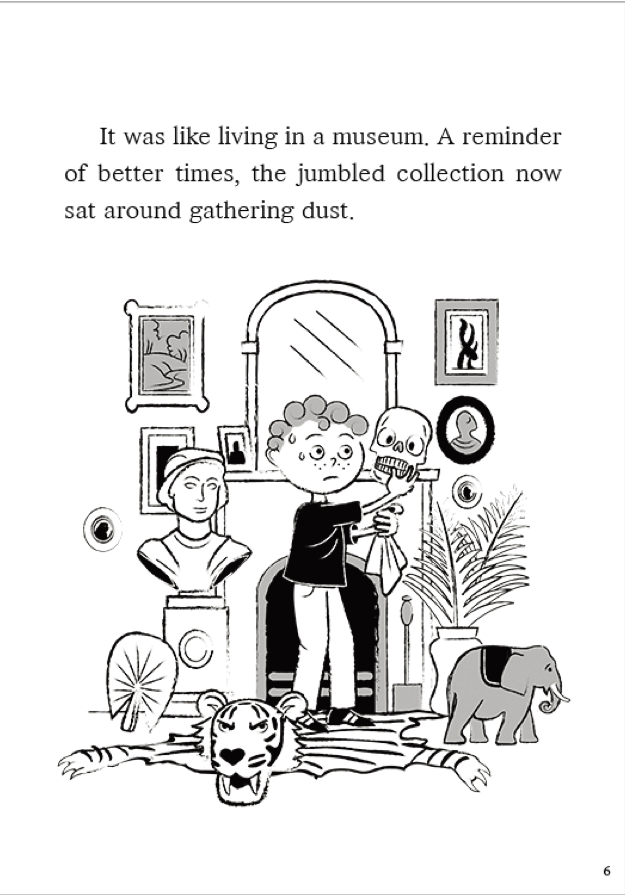 It was like living in a museum. A reminder
of better times, the jumbled collection now
sat around gathering dust.
6